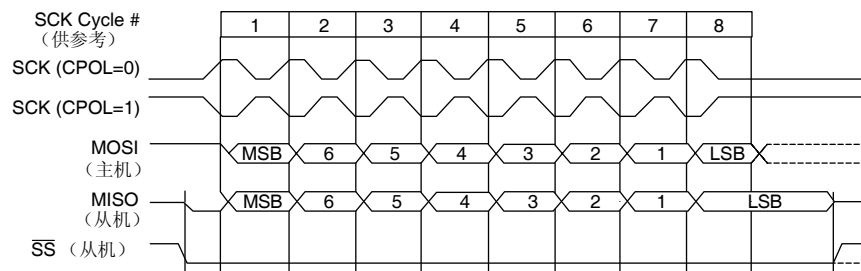 SCK Cycle #
（供参考）
1 2 3 4 5 6 7 8
SCK (CPOL=0)
SCK (CPOL=1)
MOSI
（主机）
MSB 6 5 4 3 2 1 LSB
MISO
（从机）
MSB 6 5 4 3 2 1 LSB
SS （从机）